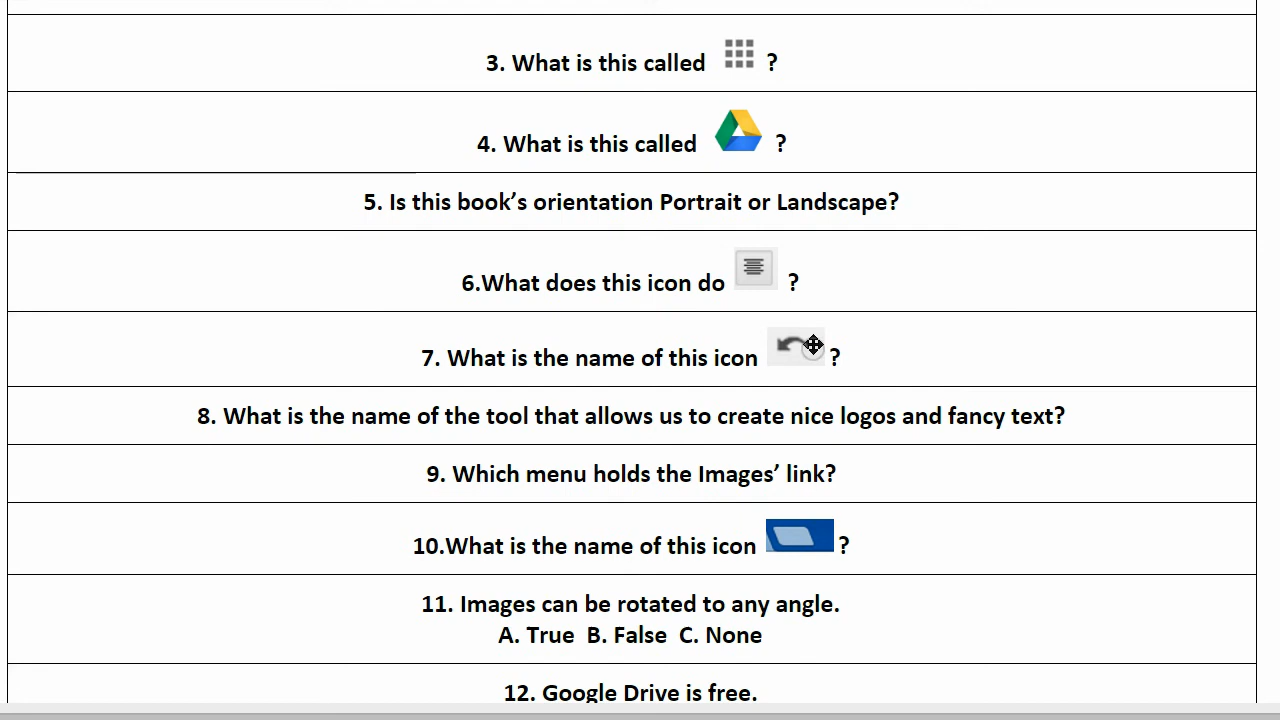 3. What is this called ?
4. What is this called ?
5. Is this book’s orientation Portrait or Landscape?
6.What does this icon do ?
7. What is the name of this icon ?
8. What is the name of the tool that allows us to create nice logos and fancy text?
9. Which menu holds the Images’ link?
10.What is the name of this icon ?
11. Images can be rotated to any angle.
A. True B. False C. None
12. Google Drive is free.